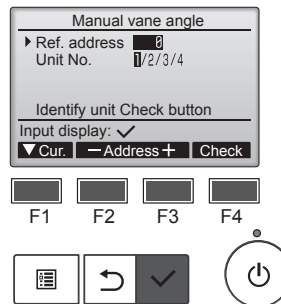 Manual vane angle
Ref. address 0
Unit No. 1/2/3/4
Identify unit Check button
Input display: ✓
▼ Cur. − Address + Check
F1 F2 F3 F4